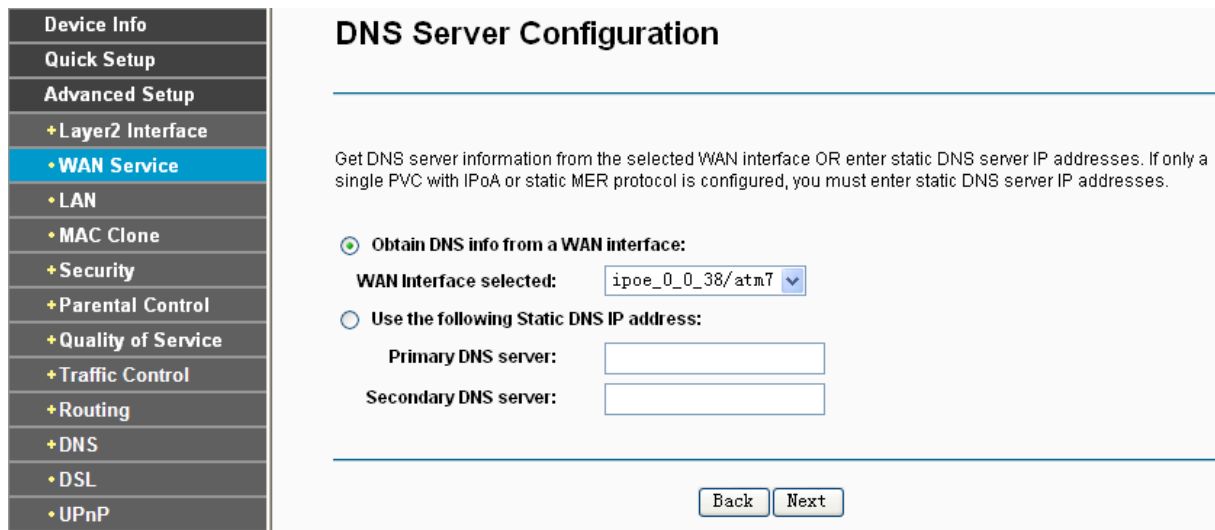 Device Info
Quick Setup
Advanced Setup
+Layer2 Interface
•WAN Service
•LAN
•MAC Clone
+Security
+Parental Control
+Quality of Service
+Traffic Control
+Routing
+DNS
•DSL
•UPnP
DNS Server Configuration
Get DNS server information from the selected WAN interface OR enter static DNS server IP addresses. If only a
single PVC with IPoA or static MER protocol is configured, you must enter static DNS server IP addresses.
Obtain DNS info from a WAN interface:
WAN Interface selected: ipoe_0_0_38/atm7
Use the following Static DNS IP address:
Primary DNS server:
Secondary DNS server:
Back Next